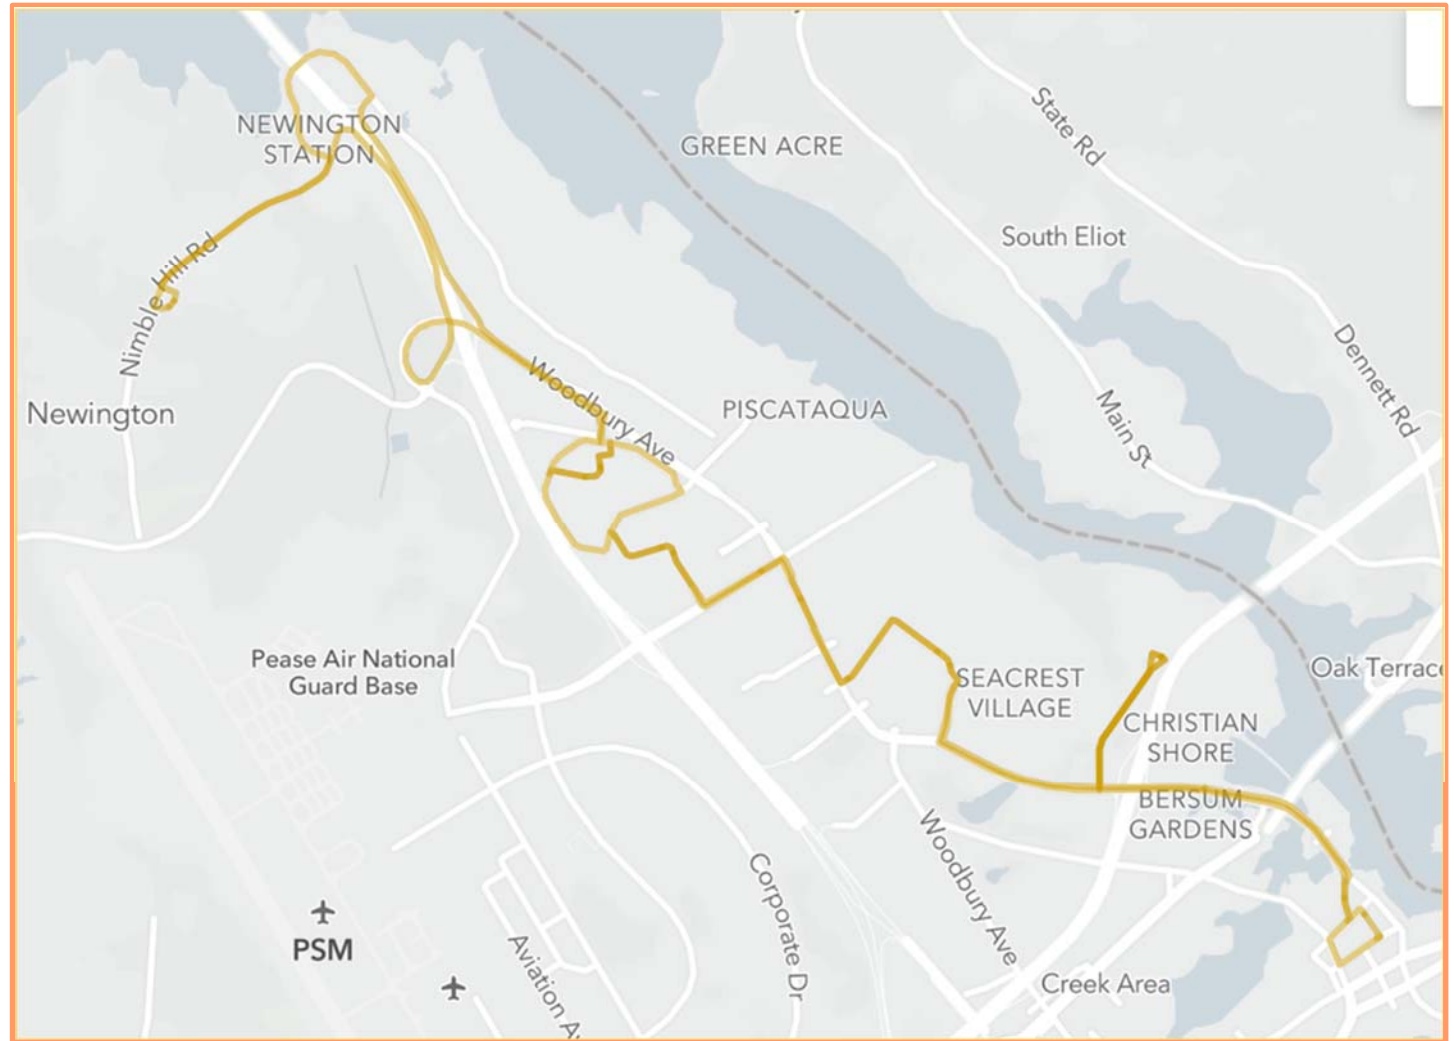 NEWINGTON
STATION
GREEN ACRE
State Rd
South Eliot
Nimble Hill Rd
Dennett Rd
Newington
Woodbury Ave
PISCATAQUA
Main St
Pease Air National
Guard Base
SEACREST
VILLAGE
Oak Terrace
CHRISTIAN
SHORE
BERSUM
GARDENS
Woodbury Ave
Corporate Dr
PSM
Aviation A
Creek Area